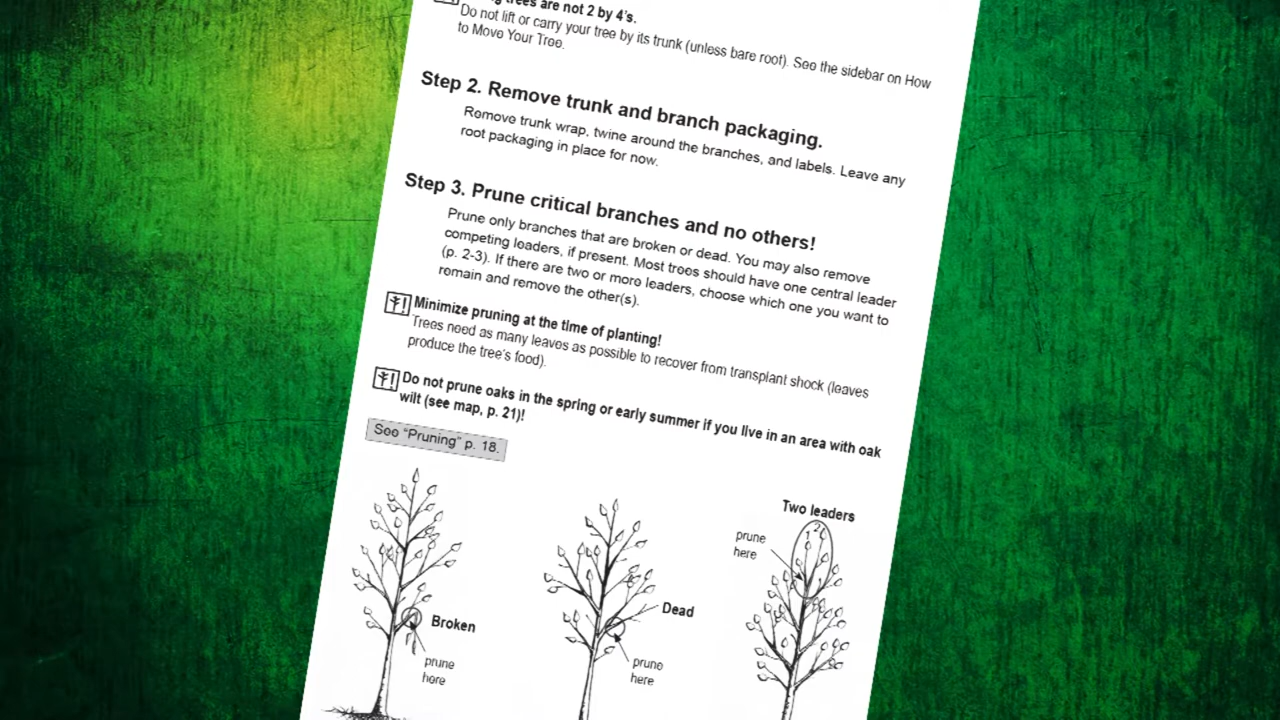 trees are not 2 by 4's.
Do not lift or carry your tree by its trunk (unless bare root). See the sidebar on How
to Move Your Tree.
Step 2. Remove trunk and branch packaging.
Remove trunk wrap, twine around the branches, and labels. Leave any
root packaging in place for now.
Step 3. Prune critical branches and no others!
Prune only branches that are broken or dead. You may also remove
competing leaders, if present. Most trees should have one central leader
(p. 2-3). If there are two or more leaders, choose which one you want to
remain and remove the other(s).
Minimize pruning at the time of planting!
Trees need as many leaves as possible to recover from transplant shock (leaves
produce the tree's food).
Do not prune oaks in the spring or early summer if you live in an area with oak
wilt (see map, p. 21)!
See "Pruning" p. 18.
Broken
prune
here
Dead
prune
here
Two leaders
prune
here
1 2